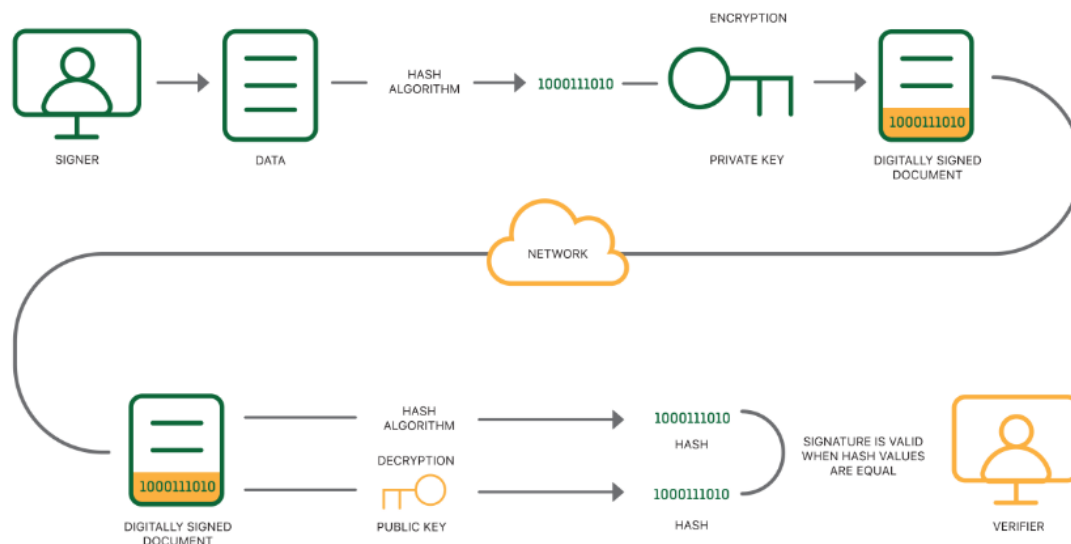 ENCRYPTION
HASH
ALGORITHM
1000111010
1000111010
SIGNER
DATA
PRIVATE KEY
DIGITALLY SIGNED
DOCUMENT
NETWORK
HASH
ALGORITHM
1000111010
HASH
SIGNATURE IS VALID
WHEN HASH VALUES
ARE EQUAL
DECRYPTION
1000111010
1000111010
PUBLIC KEY
HASH
VERIFIER
DIGITALLY SIGNED
DOCUMENT